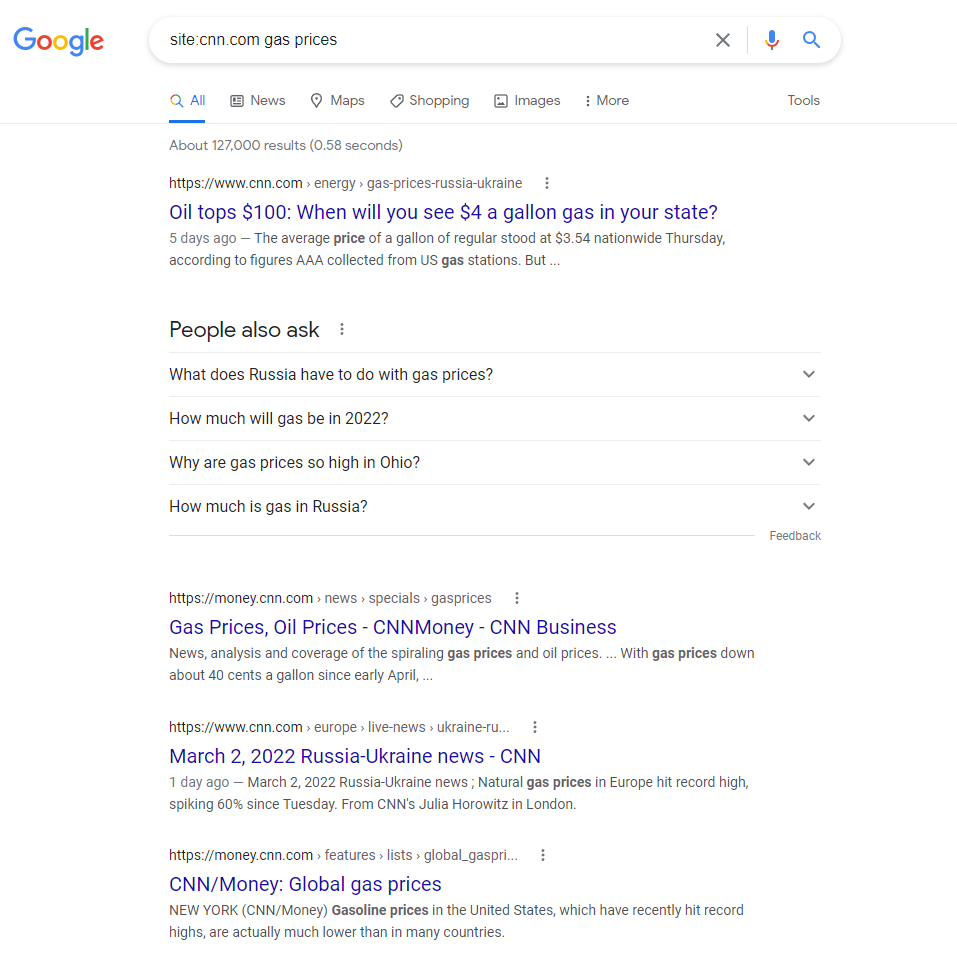 Google
site:cnn.com gas prices
All News Maps Shopping Images More Tools
About 127,000 results (0.58 seconds)
https://www.cnn.com › energy › gas-prices-russia-ukraine
Oil tops $100: When will you see $4 a gallon gas in your state?
5 days ago — The average price of a gallon of regular stood at $3.54 nationwide Thursday,
according to figures AAA collected from US gas stations. But ...
People also ask
What does Russia have to do with gas prices?
How much will gas be in 2022?
Why are gas prices so high in Ohio?
How much is gas in Russia?
Feedback
https://money.cnn.com › news › specials › gasprices
Gas Prices, Oil Prices - CNNMoney - CNN Business
News, analysis and coverage of the spiraling gas prices and oil prices. ... With gas prices down
about 40 cents a gallon since early April, ...
https://www.cnn.com › europe › live-news › ukraine-ru...
March 2, 2022 Russia-Ukraine news - CNN
1 day ago — March 2, 2022 Russia-Ukraine news ; Natural gas prices in Europe hit record high,
spiking 60% since Tuesday. From CNN's Julia Horowitz in London.
https://money.cnn.com › features › lists › global_gaspri...
CNN/Money: Global gas prices
NEW YORK (CNN/Money) Gasoline prices in the United States, which have recently hit record
highs, are actually much lower than in many countries.